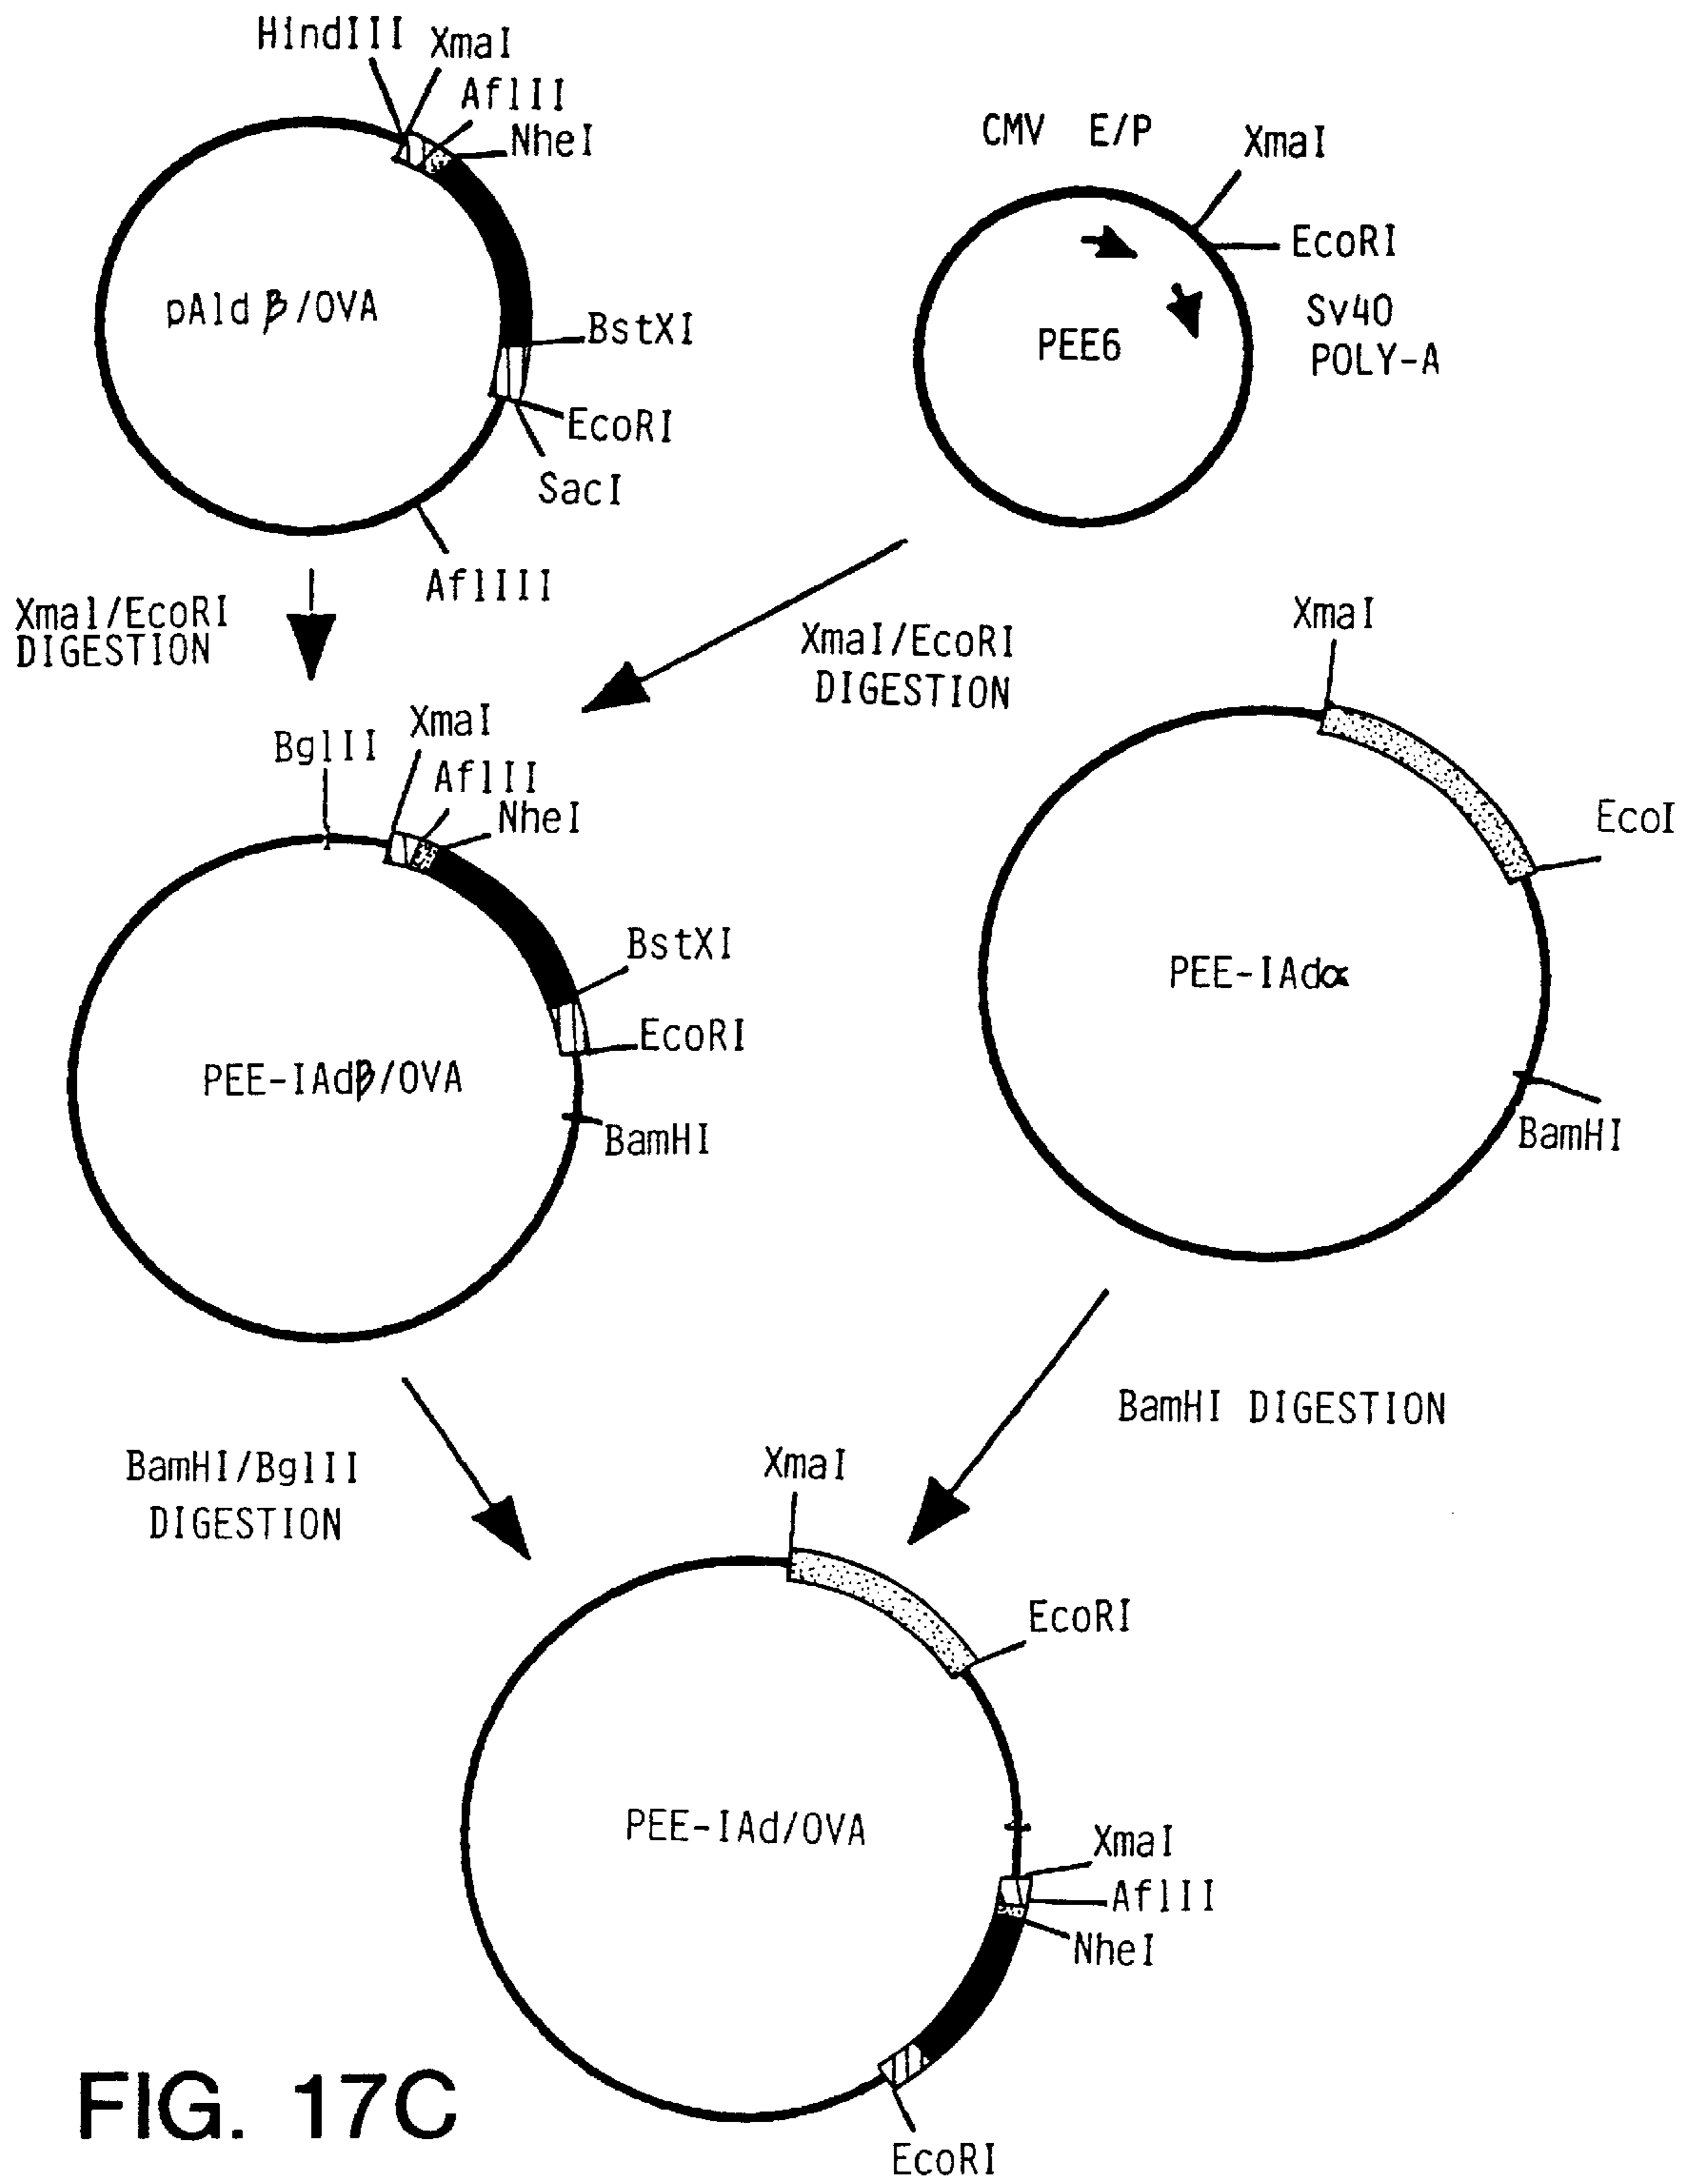 HindIII
XmaI
AflII
NheI
pAld β/OVA
BstXI
EcoRI
SacI
AflIII
CMV E/P
XmaI
EcoRI
PEE6
Sv40
POLY-A
Xmal/EcoRI
DIGESTION
XmaI/EcoRI
DIGESTION
BglII
XmaI
AflII
NheI
BstXI
EcoRI
PEE-IAdβ/OVA
BamHI
XmaI
EcoI
PEE-IAdα
BamHI
BamHI/BglII
DIGESTION
BamHI DIGESTION
XmaI
EcoRI
PEE-IAd/OVA
XmaI
AflII
NheI
EcoRI
FIG. 17C